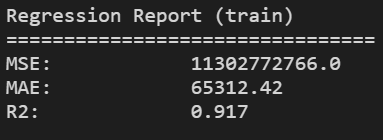 Regression Report (train)
================================
MSE: 11302772766.0
MAE: 65312.42
R2: 0.917